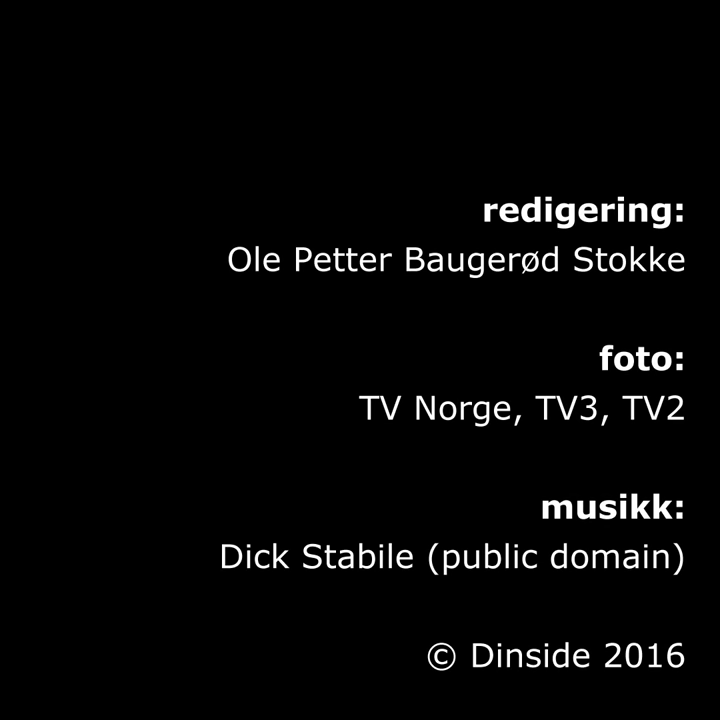 redigering:
Ole Petter Baugerød Stokke
foto:
TV Norge, TV3, TV2
musikk:
Dick Stabile (public domain)
© Dinside 2016